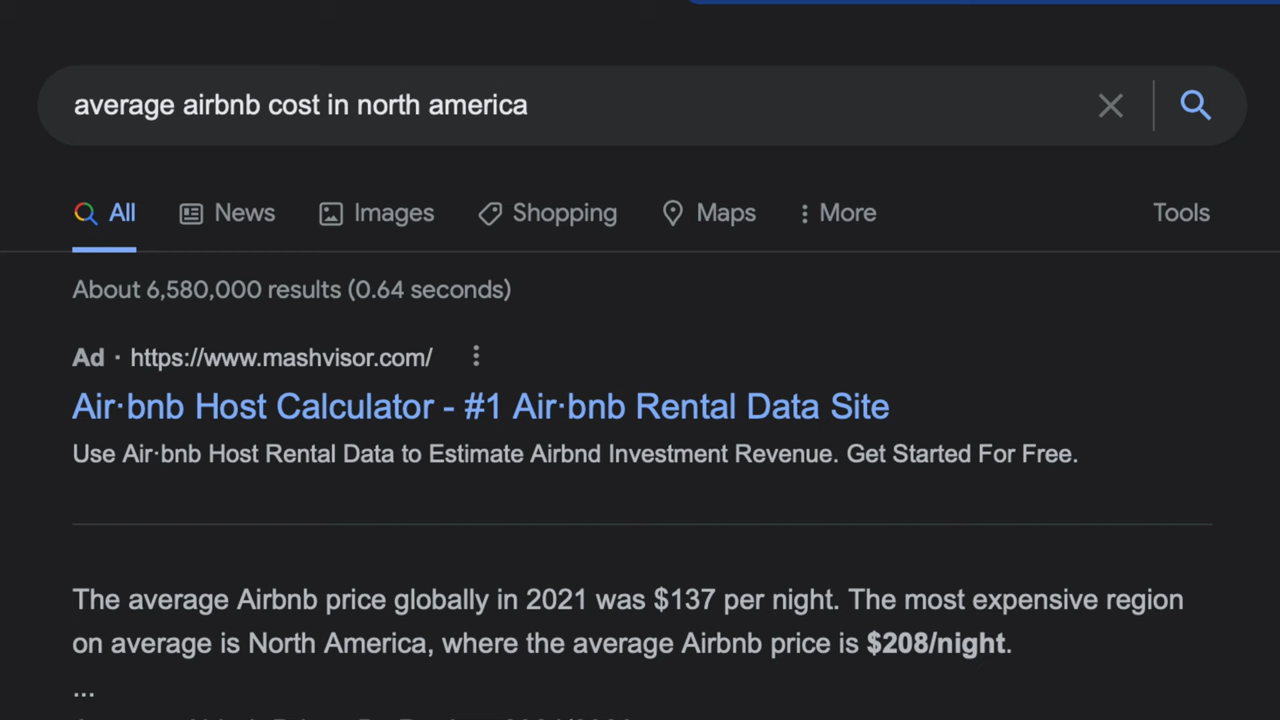 average airbnb cost in north america
All News Images Shopping Maps More Tools
About 6,580,000 results (0.64 seconds)
Ad · https://www.mashvisor.com/
Air·bnb Host Calculator - #1 Air·bnb Rental Data Site
Use Air·bnb Host Rental Data to Estimate Airbnd Investment Revenue. Get Started For Free.
The average Airbnb price globally in 2021 was $137 per night. The most expensive region
on average is North America, where the average Airbnb price is $208/night.
...